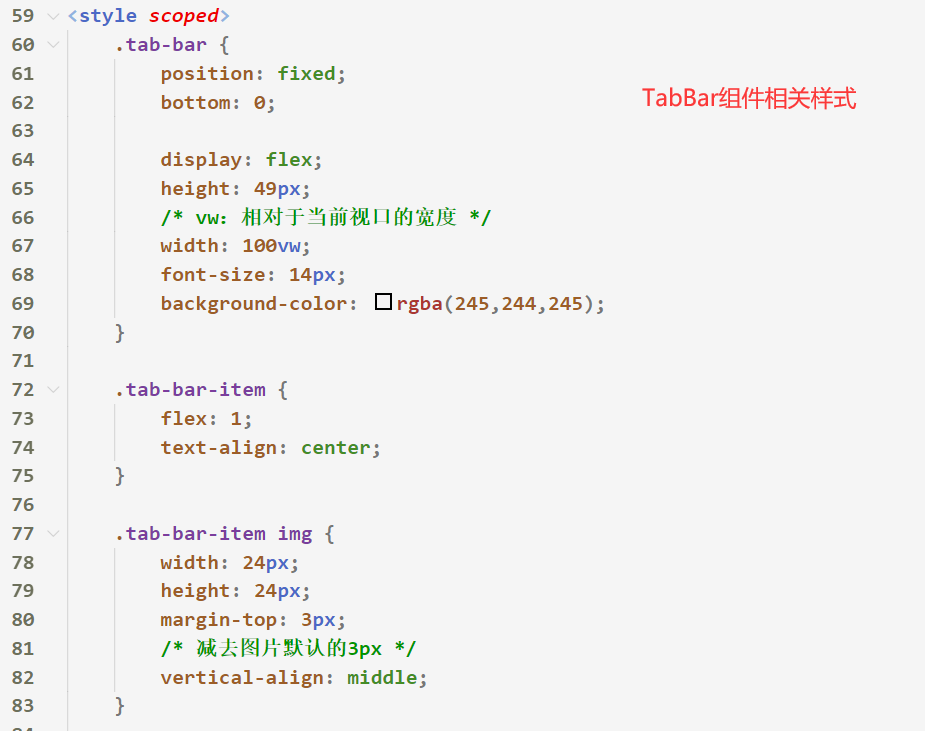 59 <style scoped>
60 .tab-bar {
61 position: fixed;
62 bottom: 0;
TabBar组件相关样式
63
64 display: flex;
65 height: 49px;
66 /* vw: 相对于当前视口的宽度 */
67 width: 100vw;
68 font-size: 14px;
69 background-color: rgba(245,244,245);
70 }
71
72 .tab-bar-item {
73 flex: 1;
74 text-align: center;
75 }
76
77 .tab-bar-item img {
78 width: 24px;
79 height: 24px;
80 margin-top: 3px;
81 /* 减去图片默认的3px */
82 vertical-align: middle;
83 }